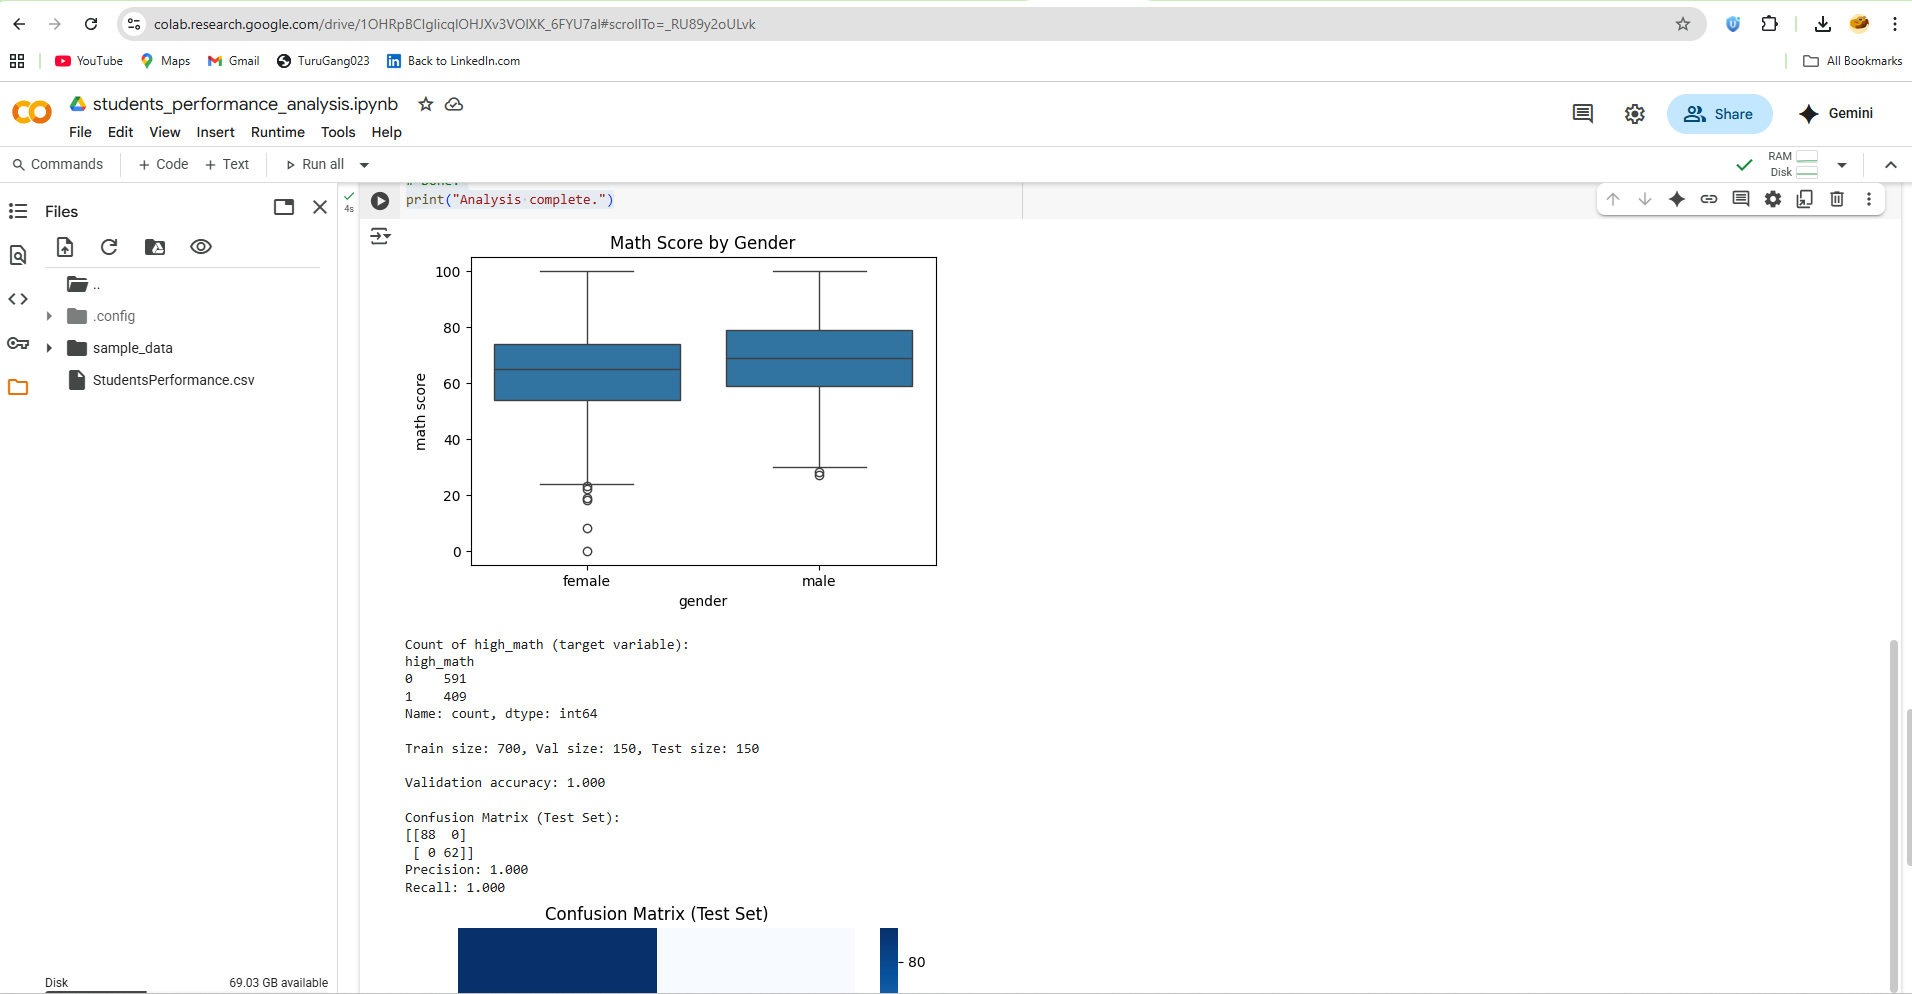 colab.research.google.com/drive/1OHRpBCIgIicqIOHJXv3VOIXK_6FYU7aI#scrollTo=_RU89y2oULvk
YouTube
Maps
Gmail
TuruGang023
Back to LinkedIn.com
All Bookmarks
students_performance_analysis.ipynb
File Edit View Insert Runtime Tools Help
Share
Gemini
Commands
+ Code
+ Text
Run all
RAM
Disk
Files
..
.config
sample_data
StudentsPerformance.csv
Disk
69.03 GB available
4s
# Done.
print("Analysis complete.")
Math Score by Gender
100
80
60
40
20
0
math score
female
male
gender
Count of high_math (target variable):
high_math
0    591
1    409
Name: count, dtype: int64
Train size: 700, Val size: 150, Test size: 150
Validation accuracy: 1.000
Confusion Matrix (Test Set):
[[88  0]
 [ 0 62]]
Precision: 1.000
Recall: 1.000
Confusion Matrix (Test Set)
80